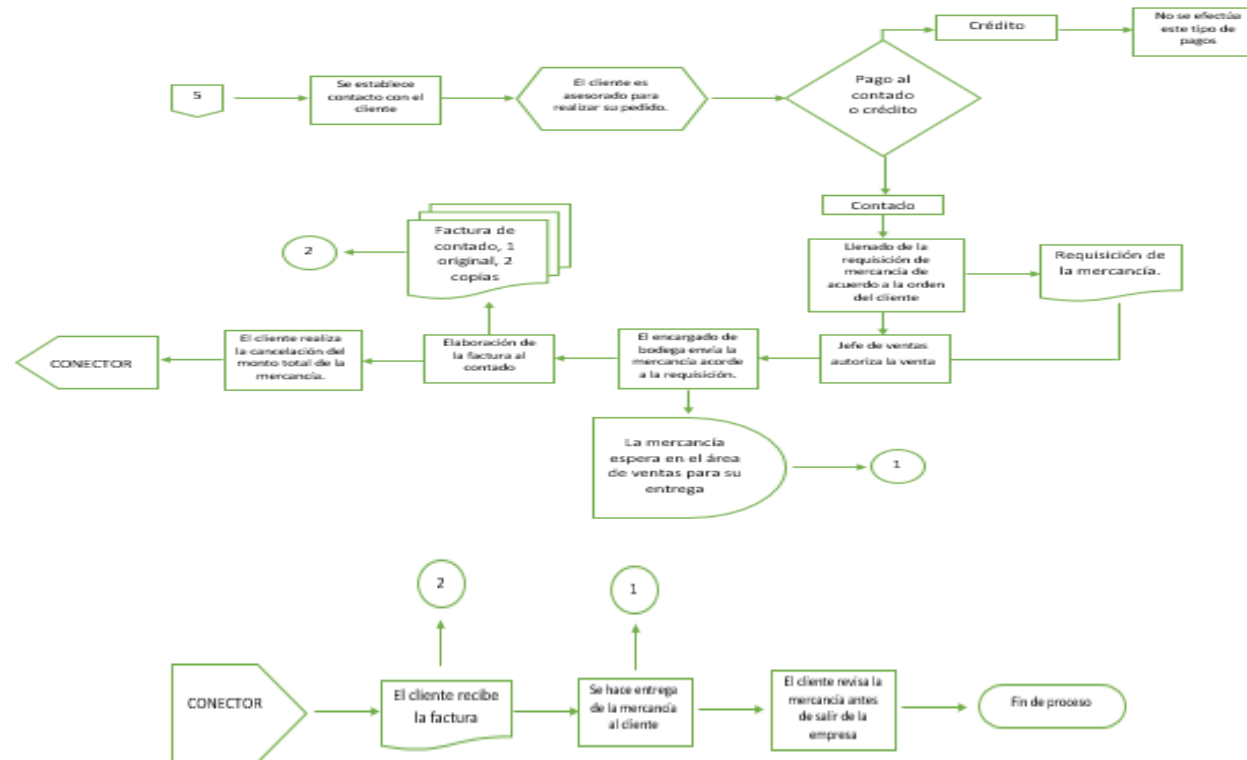 Crédito
No se efectúa
este tipo de
pagos
5
Se establece
contacto con el
cliente
El cliente es
asesorado para
realizar su pedido.
Pago al
contado
o crédito
Contado
Factura de
contado, 1
original, 2
copias
2
Llenado de la
requisición de
mercancía de
acuerdo a la orden
del cliente
Requisición de
la mercancía.
CONECTOR
El cliente realiza
la cancelación del
monto total de la
mercancía.
Elaboración de
la factura al
contado
El encargado de
bodega envía la
mercancía acorde
a la requisición.
Jefe de ventas
autoriza la venta
La mercancía
espera en el área
de ventas para su
entrega
1
2
1
CONECTOR
El cliente recibe
la factura
Se hace entrega
de la mercancía
al cliente
El cliente revisa la
mercancía antes
de salir de la
empresa
Fin de proceso